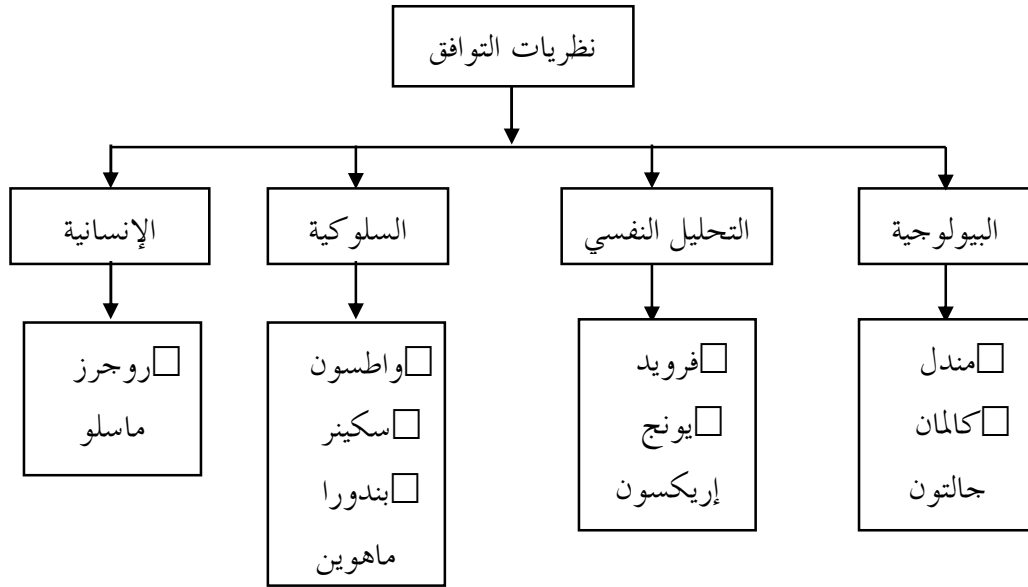 نظريات التوافق
البيولوجية
التحليل النفسي
السلوكية
الإنسانية
□مندل
□كالمان
جالتون
□فرويد
□يونج
إريكسون
□واطسون
□سكينر
□بندورا
ماهوين
□روجرز
ماسلو